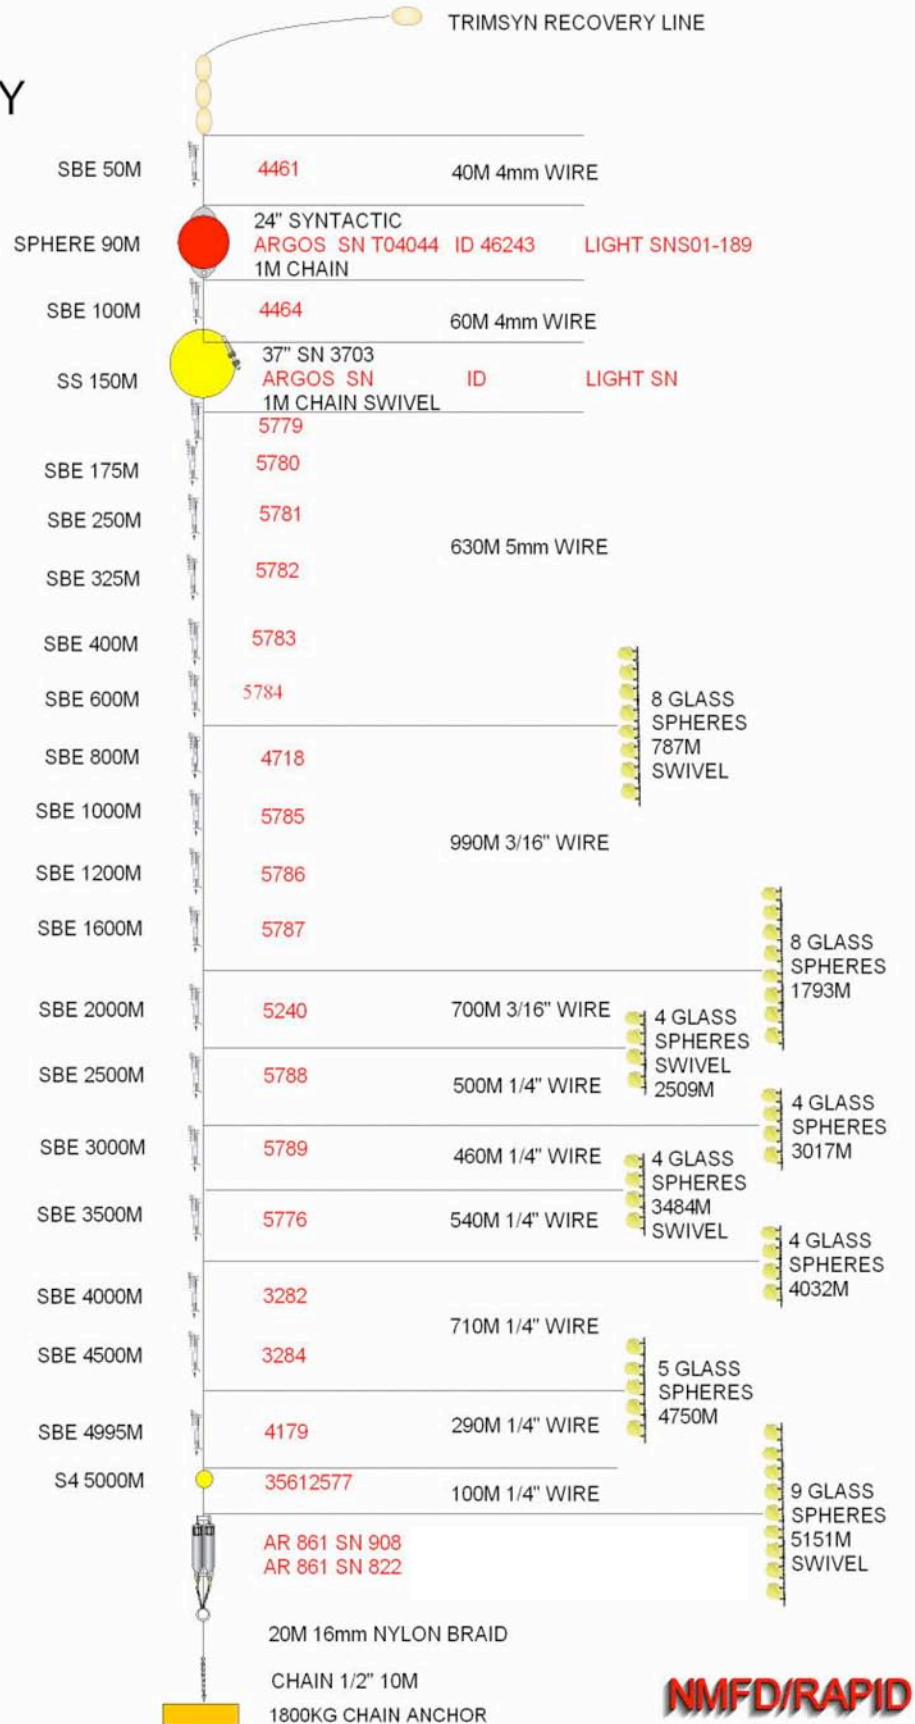 TRIMSYN RECOVERY LINE
Y
SBE 50M 4461 40M 4mm WIRE
24" SYNTACTIC
SPHERE 90M ARGOS SN T04044 ID 46243 LIGHT SNS01-189
1M CHAIN
SBE 100M 4464 60M 4mm WIRE
37" SN 3703
SS 150M ARGOS SN ID LIGHT SN
1M CHAIN SWIVEL
5779
SBE 175M 5780
SBE 250M 5781
630M 5mm WIRE
SBE 325M 5782
SBE 400M 5783
SBE 600M 5784
8 GLASS
SPHERES
787M
SWIVEL
SBE 800M 4718
SBE 1000M 5785
990M 3/16" WIRE
SBE 1200M 5786
SBE 1600M 5787
8 GLASS
SPHERES
1793M
SBE 2000M 5240 700M 3/16" WIRE
4 GLASS
SPHERES
SWIVEL
2509M
SBE 2500M 5788 500M 1/4" WIRE
4 GLASS
SPHERES
3017M
SBE 3000M 5789 460M 1/4" WIRE
4 GLASS
SPHERES
3484M
SWIVEL
SBE 3500M 5776 540M 1/4" WIRE
4 GLASS
SPHERES
4032M
SBE 4000M 3282
710M 1/4" WIRE
SBE 4500M 3284
5 GLASS
SPHERES
4750M
SBE 4995M 4179 290M 1/4" WIRE
S4 5000M 35612577 100M 1/4" WIRE
9 GLASS
SPHERES
5151M
SWIVEL
AR 861 SN 908
AR 861 SN 822
20M 16mm NYLON BRAID
CHAIN 1/2" 10M
1800KG CHAIN ANCHOR
NMFD/RAPID